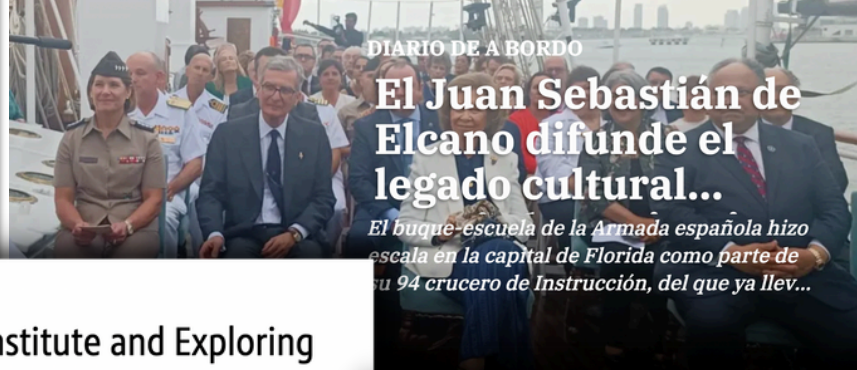 DIARIO DE A BORDO
El Juan Sebastián de
Elcano difunde el
legado cultural...
El buque-escuela de la Armada española hizo
escala en la capital de Florida como parte de
su 94 crucero de Instrucción, del que ya llev...
nstitute and Exploring